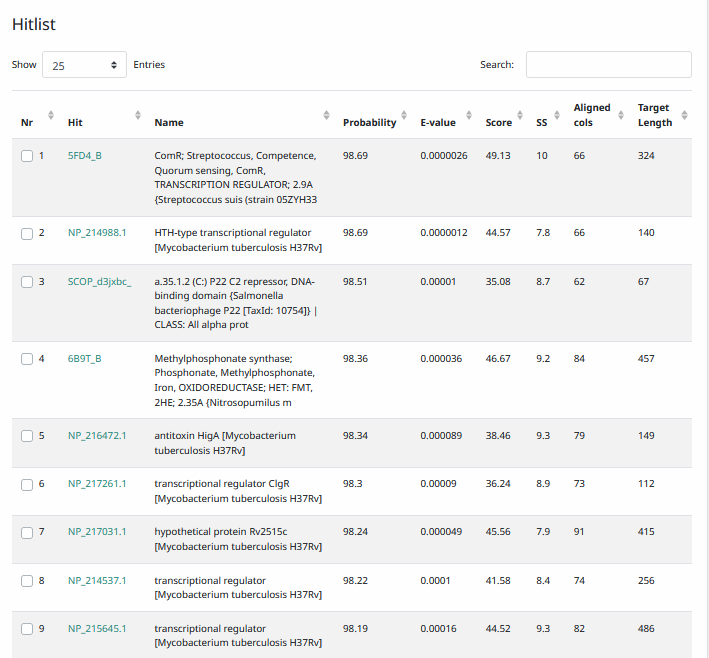 Hitlist
Show 25 Entries Search:
Nr Hit Name Probability E-value Score SS Aligned cols Target Length
1 5FD4_B ComR; Streptococcus, Competence, 98.69 0.0000026 49.13 10 66 324
Quorum sensing, ComR,
TRANSCRIPTION REGULATOR; 2.9A
{Streptococcus suis (strain 05ZYH33
2 NP_214988.1 HTH-type transcriptional regulator 98.69 0.0000012 44.57 7.8 66 140
[Mycobacterium tuberculosis H37Rv]
3 SCOP_d3jxbc_ a.35.1.2 (C:) P22 C2 repressor, DNA- 98.51 0.00001 35.08 8.7 62 67
binding domain {Salmonella
bacteriophage P22 [TaxId: 10754]} |
CLASS: All alpha prot
4 6B9T_B Methylphosphonate synthase; 98.36 0.000036 46.67 9.2 84 457
Phosphonate, Methylphosphonate,
Iron, OXIDOREDUCTASE; HET: FMT,
2HE; 2.35A {Nitrosopumilus m
5 NP_216472.1 antitoxin HigA [Mycobacterium 98.34 0.000089 38.46 9.3 79 149
tuberculosis H37Rv]
6 NP_217261.1 transcriptional regulator ClgR 98.3 0.00009 36.24 8.9 73 112
[Mycobacterium tuberculosis H37Rv]
7 NP_217031.1 hypothetical protein Rv2515c 98.24 0.000049 45.56 7.9 91 415
[Mycobacterium tuberculosis H37Rv]
8 NP_214537.1 transcriptional regulator 98.22 0.0001 41.58 8.4 74 256
[Mycobacterium tuberculosis H37Rv]
9 NP_215645.1 transcriptional regulator 98.19 0.00016 44.52 9.3 82 486
[Mycobacterium tuberculosis H37Rv]